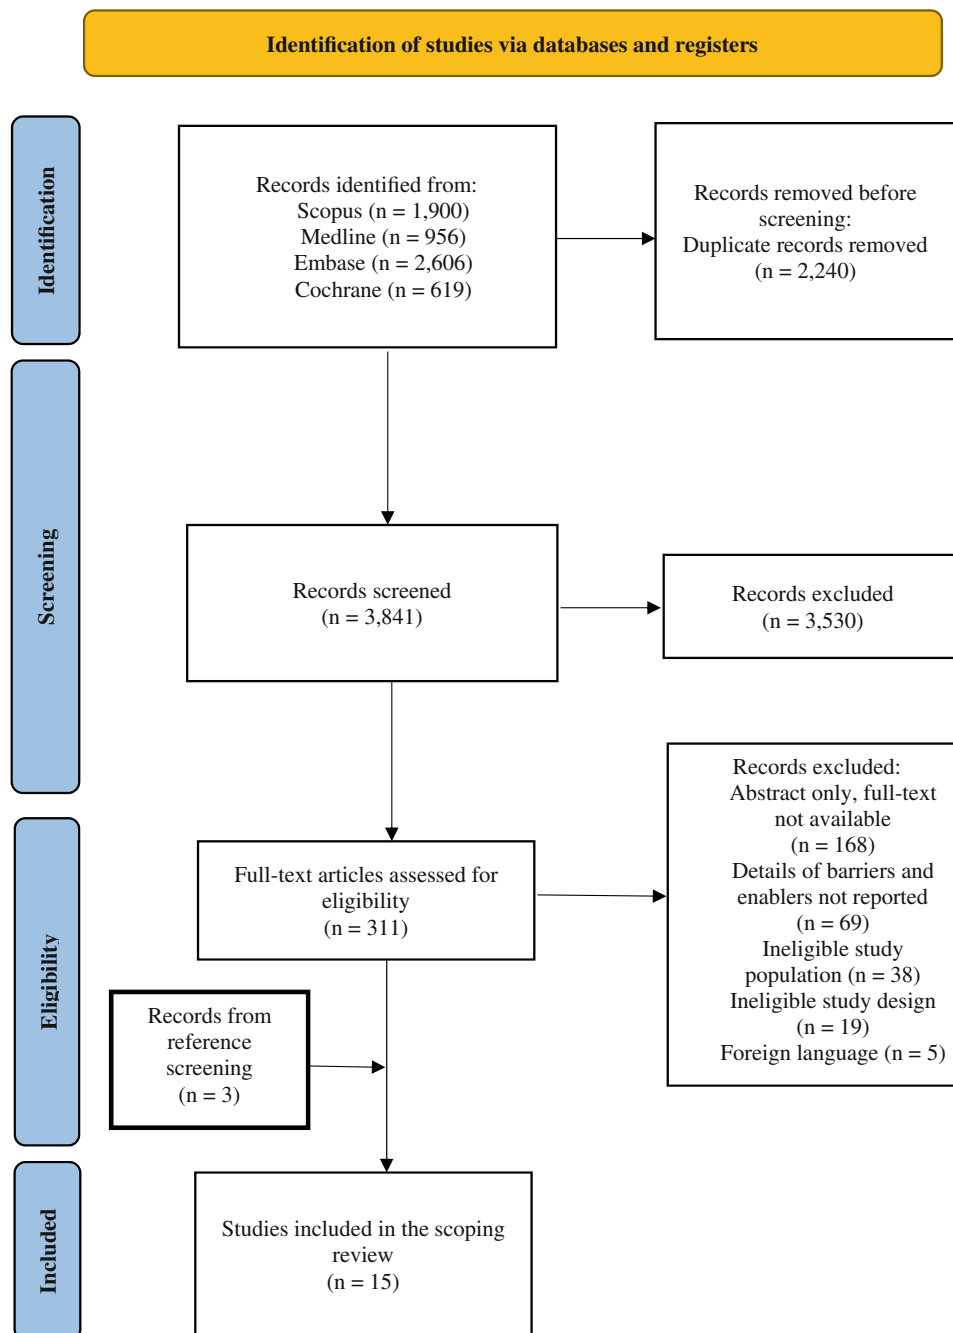 Identification of studies via databases and registers
Identification
Records identified from:
Scopus (n = 1,900)
Medline (n = 956)
Embase (n = 2,606)
Cochrane (n = 619)
Records removed before
screening:
Duplicate records removed
(n = 2,240)
Screening
Records screened
(n = 3,841)
Records excluded
(n = 3,530)
Eligibility
Full-text articles assessed for
eligibility
(n = 311)
Records excluded:
Abstract only, full-text
not available
(n = 168)
Details of barriers and
enablers not reported
(n = 69)
Ineligible study
population (n = 38)
Ineligible study design
(n = 19)
Foreign language (n = 5)
Records from
reference
screening
(n = 3)
Included
Studies included in the scoping
review
(n = 15)